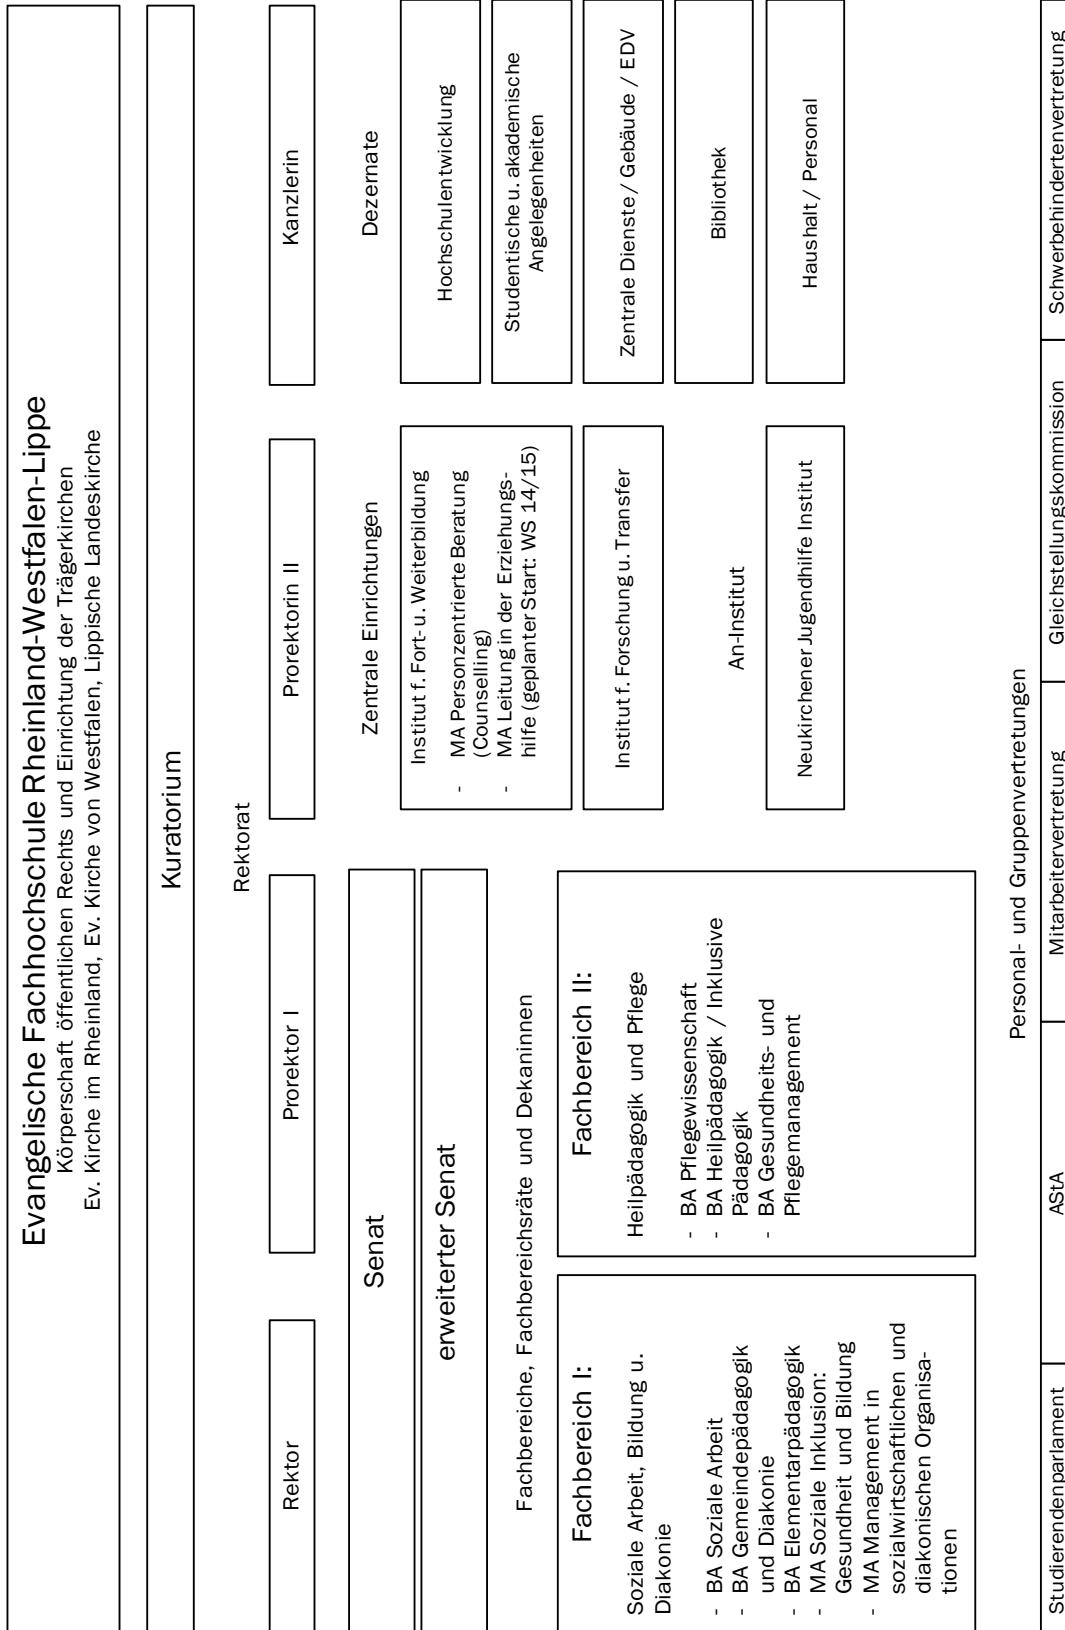 Evangelische Fachhochschule Rheinland-Westfalen-Lippe
Körperschaft öffentlichen Rechts und Einrichtung der Trägerkirchen
Ev. Kirche im Rheinland, Ev. Kirche von Westfalen, Lippische Landeskirche
Kuratorium
Rektorat
Rektor
Prorektor I
Prorektorin II
Kanzlerin
Senat
erweiterter Senat
Fachbereiche, Fachbereichsräte und Dekaninnen
Fachbereich I:
Soziale Arbeit, Bildung u.
Diakonie
- BA Soziale Arbeit
- BA Gemeindepädagogik
und Diakonie
- BA Elementarpädagogik
- MA Soziale Inklusion:
Gesundheit und Bildung
- MA Management in
sozialwirtschaftlichen und
diakonischen Organisa-
tionen
Fachbereich II:
Heilpädagogik und Pflege
- BA Pflegewissenschaft
- BA Heilpädagogik / Inklusive
Pädagogik
- BA Gesundheits- und
Pflegemanagement
Zentrale Einrichtungen
Institut f. Fort- u. Weiterbildung
- MA Personzentrierte Beratung
(Counselling)
- MA Leitung in der Erziehungs-
hilfe (geplanter Start: WS 14/15)
Institut f. Forschung u. Transfer
An-Institut
Neukirchener Jugendhilfe Institut
Dezernate
Hochschulentwicklung
Studentische u. akademische
Angelegenheiten
Zentrale Dienste / Gebäude / EDV
Bibliothek
Haushalt / Personal
Personal- und Gruppenvertretungen
Studierendenparlament
AStA
Mitarbeitervertretung
Gleichstellungskommission
Schwerbehindertenvertretung